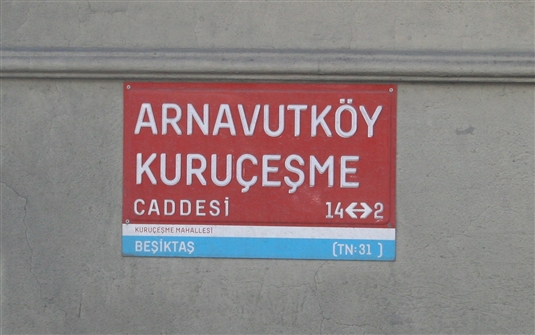 ARNAVUTKÖY
KURUÇEŞME
CADDESİ 14↔2
KURUÇEŞME MAHALLESİ
BEŞİKTAŞ (TN:31 )